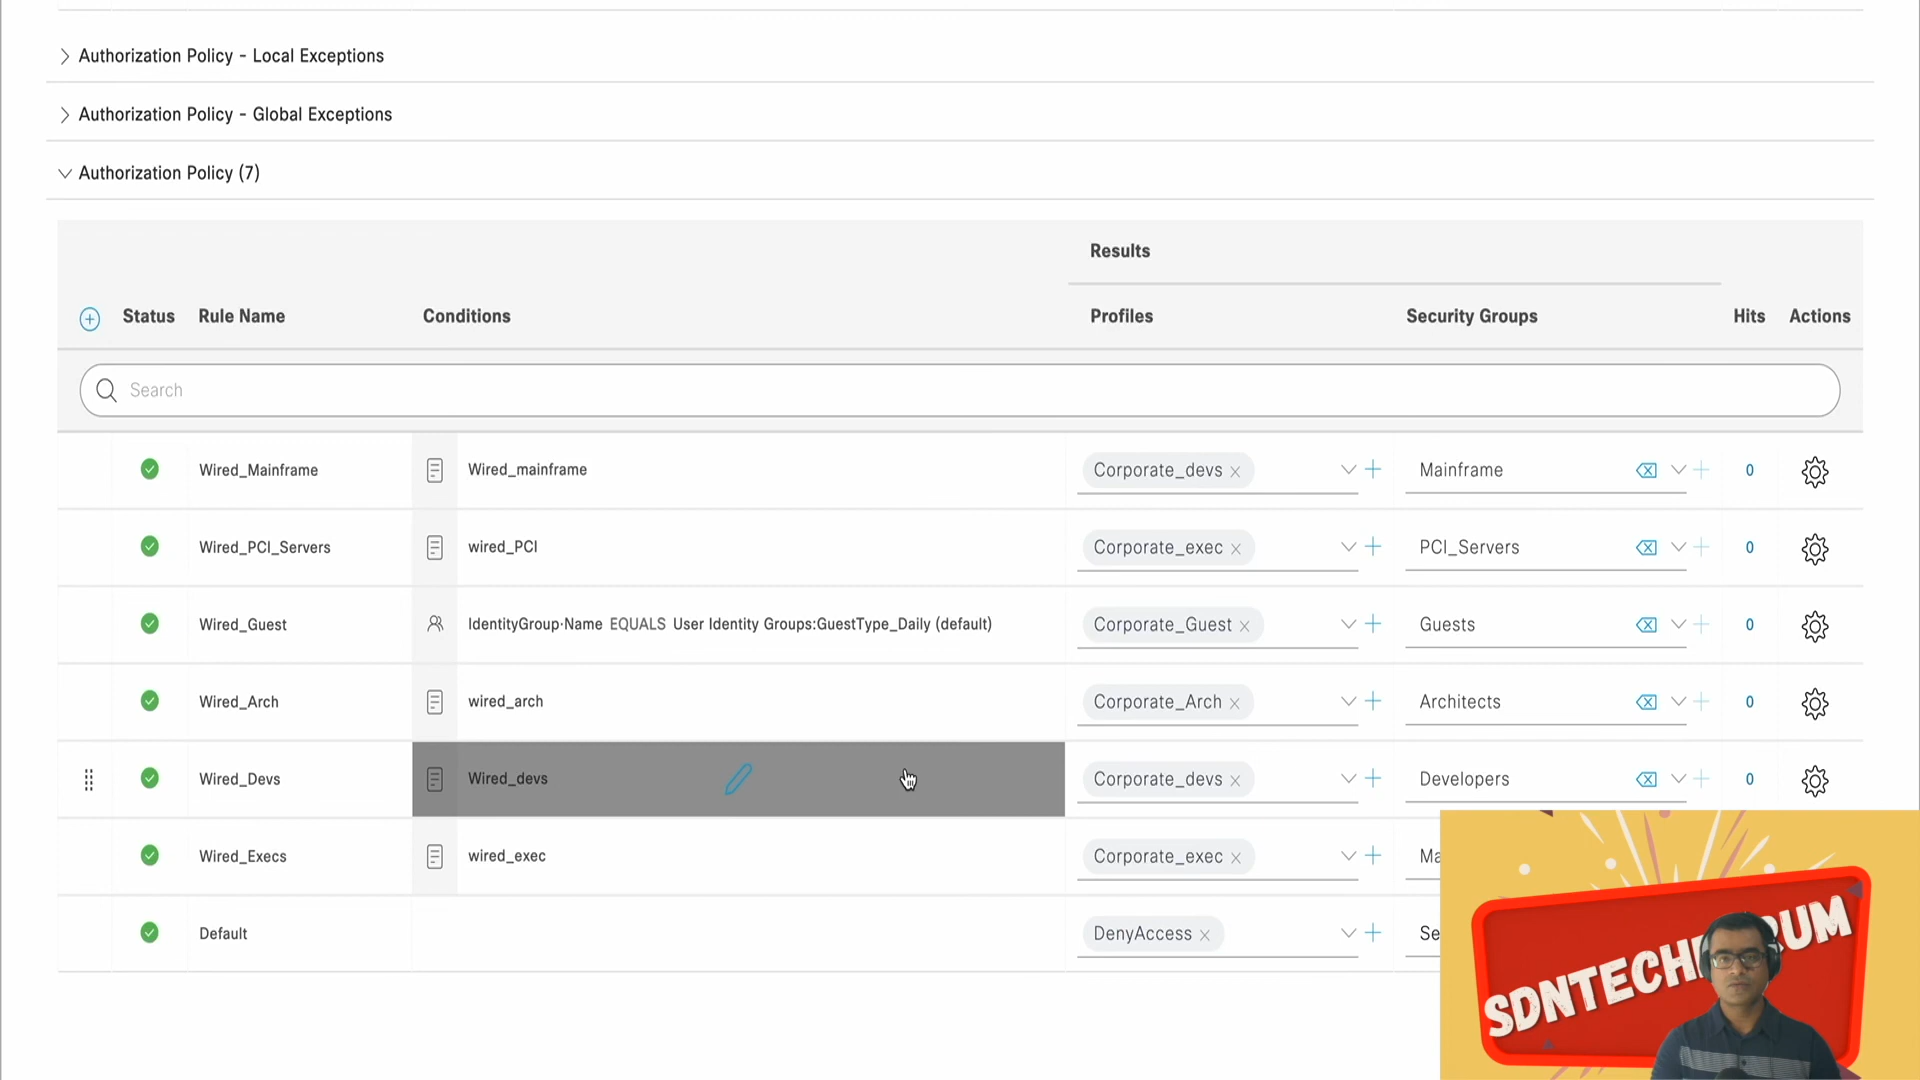 Authorization Policy - Local Exceptions
Authorization Policy - Global Exceptions
Authorization Policy (7)
Results
Status Rule Name Conditions Profiles Security Groups Hits Actions
Search
Wired_Mainframe Wired_mainframe Corporate_devs Mainframe 0
Wired_PCI_Servers wired_PCI Corporate_exec PCI_Servers 0
Wired_Guest IdentityGroup·Name EQUALS User Identity Groups:GuestType_Daily (default) Corporate_Guest Guests 0
Wired_Arch wired_arch Corporate_Arch Architects 0
Wired_Devs Wired_devs Corporate_devs Developers 0
Wired_Execs wired_exec Corporate_exec
Default DenyAccess